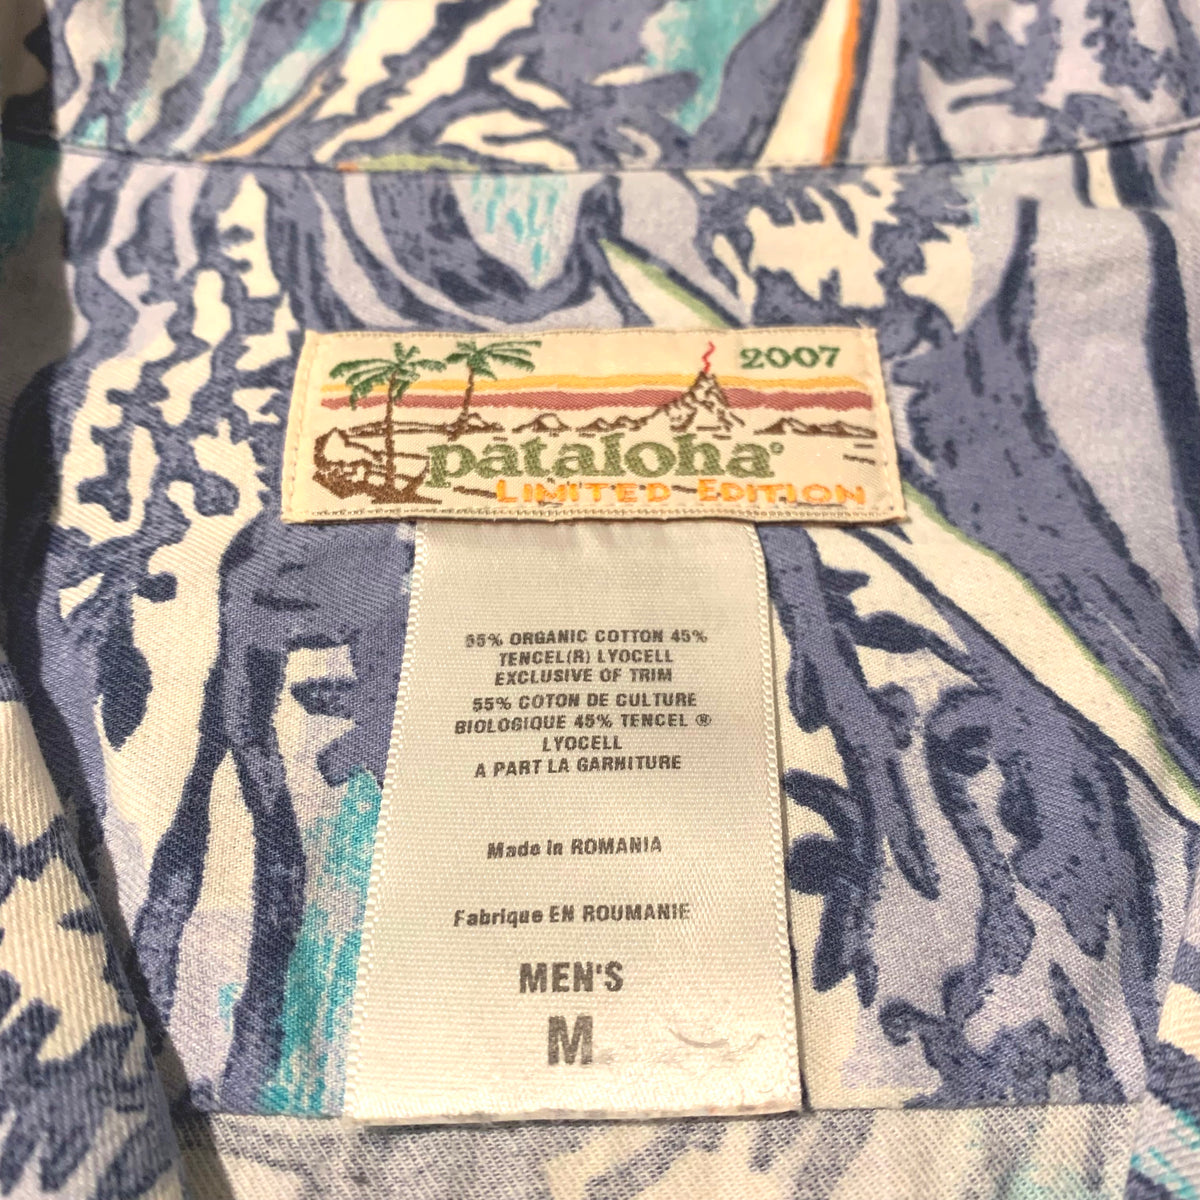 2007
pataloha®
LIMITED EDITION
55% ORGANIC COTTON 45%
TENCEL(R) LYOCELL
EXCLUSIVE OF TRIM
55% COTON DE CULTURE
BIOLOGIQUE 45% TENCEL ®
LYOCELL
A PART LA GARNITURE
Made in ROMANIA
Fabrique EN ROUMANIE
MEN'S
M